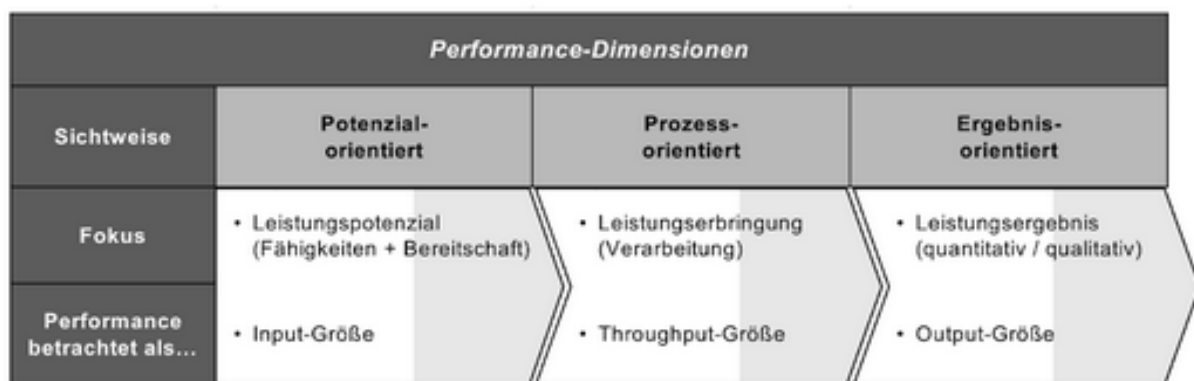 Performance-Dimensionen
Sichtweise
Potenzial-
orientiert
Prozess-
orientiert
Ergebnis-
orientiert
Fokus
• Leistungspotenzial
(Fähigkeiten + Bereitschaft)
• Leistungserbringung
(Verarbeitung)
• Leistungsergebnis
(quantitativ / qualitativ)
Performance
betrachtet als...
• Input-Größe
• Throughput-Größe
• Output-Größe